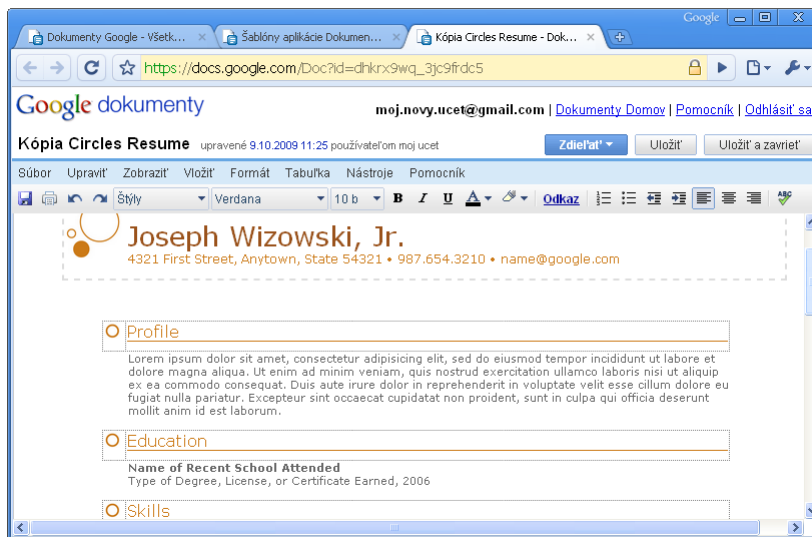 Google
Dokumenty Google - Všetk...
Šablóny aplikácie Dokumen...
Kópia Circles Resume - Dok...
https://docs.google.com/Doc?id=dhkrx9wq_3jc9frdc5
Google dokumenty
moj.novy.ucet@gmail.com | Dokumenty Domov | Pomocník | Odhlásiť sa
Kópia Circles Resume upravené 9.10.2009 11:25 používateľom moj ucet
Zdieľať Uložiť Uložiť a zavrieť
Súbor Upraviť Zobraziť Vložiť Formát Tabuľka Nástroje Pomocník
Štýly Verdana 10 b B I U A Odkaz ABC
Joseph Wizowski, Jr.
4321 First Street, Anytown, State 54321 • 987.654.3210 • name@google.com
Profile
Lorem ipsum dolor sit amet, consectetur adipisicing elit, sed do eiusmod tempor incididunt ut labore et
dolore magna aliqua. Ut enim ad minim veniam, quis nostrud exercitation ullamco laboris nisi ut aliquip
ex ea commodo consequat. Duis aute irure dolor in reprehenderit in voluptate velit esse cillum dolore eu
fugiat nulla pariatur. Excepteur sint occaecat cupidatat non proident, sunt in culpa qui officia deserunt
mollit anim id est laborum.
Education
Name of Recent School Attended
Type of Degree, License, or Certificate Earned, 2006
Skills